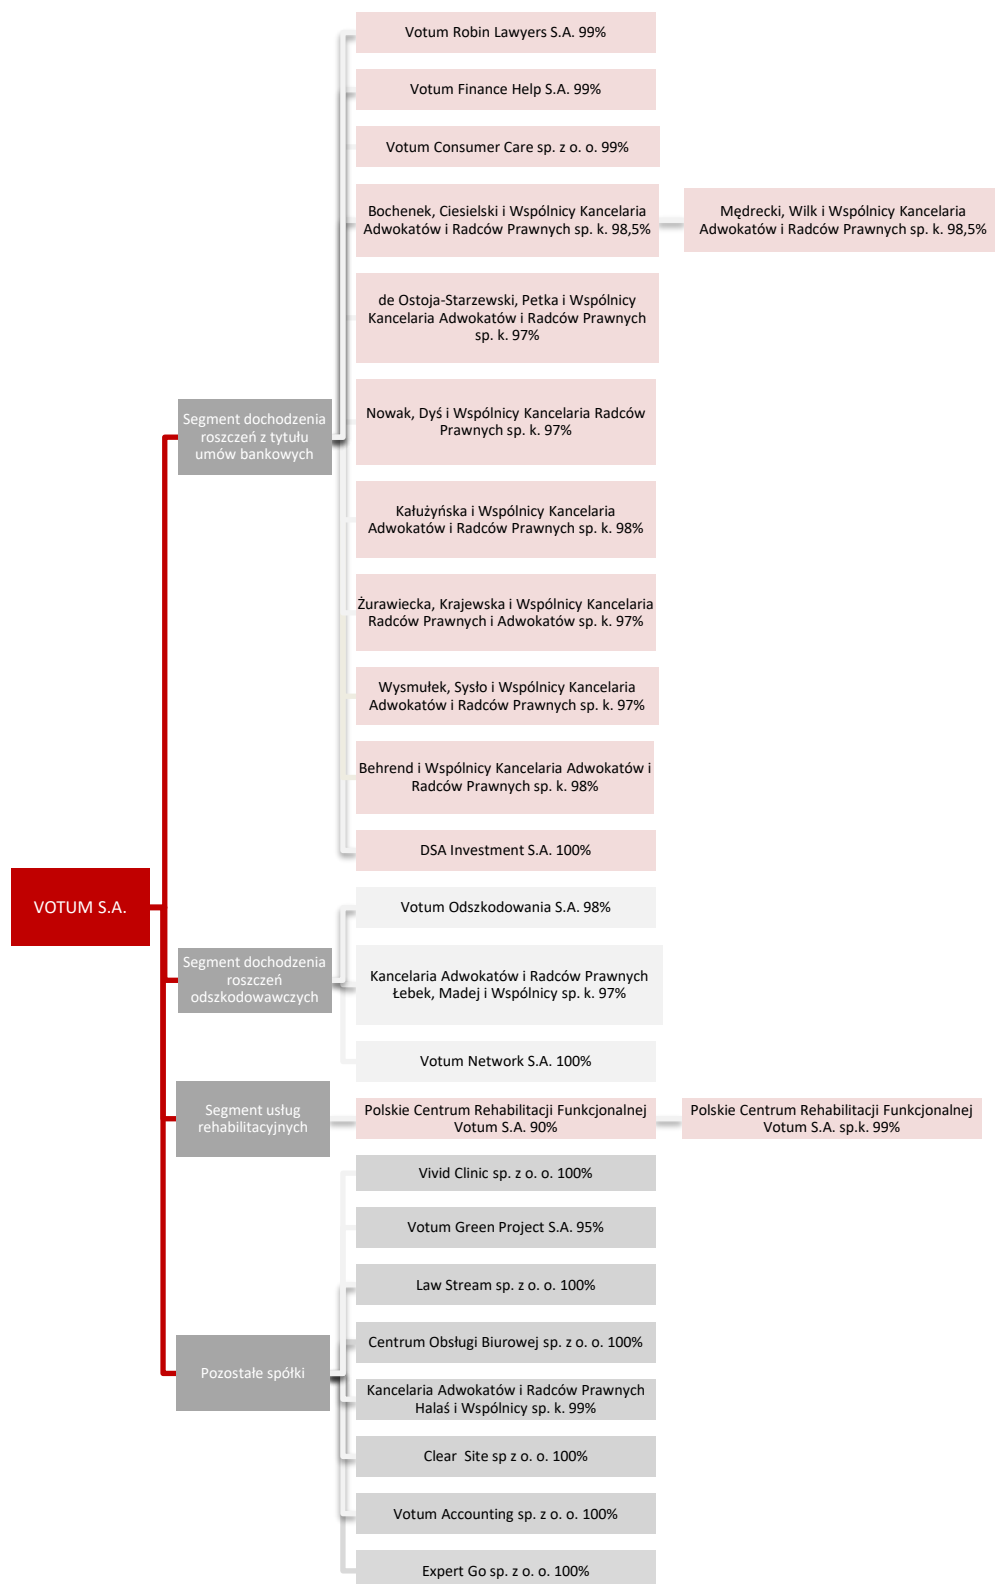 Votum Robin Lawyers S.A. 99%
Votum Finance Help S.A. 99%
Votum Consumer Care sp. z o. o. 99%
Bochenek, Ciesielski i Wspólnicy Kancelaria
Adwokatów i Radców Prawnych sp. k. 98,5%
Mędrecki, Wilk i Wspólnicy Kancelaria
Adwokatów i Radców Prawnych sp. k. 98,5%
de Ostoja-Starzewski, Petka i Wspólnicy
Kancelaria Adwokatów i Radców Prawnych
sp. k. 97%
Segment dochodzenia
roszczeń z tytułu
umów bankowych
Nowak, Dyś i Wspólnicy Kancelaria Radców
Prawnych sp. k. 97%
Kałużyńska i Wspólnicy Kancelaria
Adwokatów i Radców Prawnych sp. k. 98%
Żurawiecka, Krajewska i Wspólnicy Kancelaria
Radców Prawnych i Adwokatów sp. k. 97%
Wysmułek, Sysło i Wspólnicy Kancelaria
Adwokatów i Radców Prawnych sp. k. 97%
Behrend i Wspólnicy Kancelaria Adwokatów i
Radców Prawnych sp. k. 98%
DSA Investment S.A. 100%
VOTUM S.A.
Votum Odszkodowania S.A. 98%
Segment dochodzenia
roszczeń
odszkodowawczych
Kancelaria Adwokatów i Radców Prawnych
Łebek, Madej i Wspólnicy sp. k. 97%
Votum Network S.A. 100%
Segment usług
rehabilitacyjnych
Polskie Centrum Rehabilitacji Funkcjonalnej
Votum S.A. 90%
Polskie Centrum Rehabilitacji Funkcjonalnej
Votum S.A. sp.k. 99%
Vivid Clinic sp. z o. o. 100%
Votum Green Project S.A. 95%
Law Stream sp. z o. o. 100%
Centrum Obsługi Biurowej sp. z o. o. 100%
Pozostałe spółki
Kancelaria Adwokatów i Radców Prawnych
Halaś i Wspólnicy sp. k. 99%
Clear  Site sp z o. o. 100%
Votum Accounting sp. z o. o. 100%
Expert Go sp. z o. o. 100%